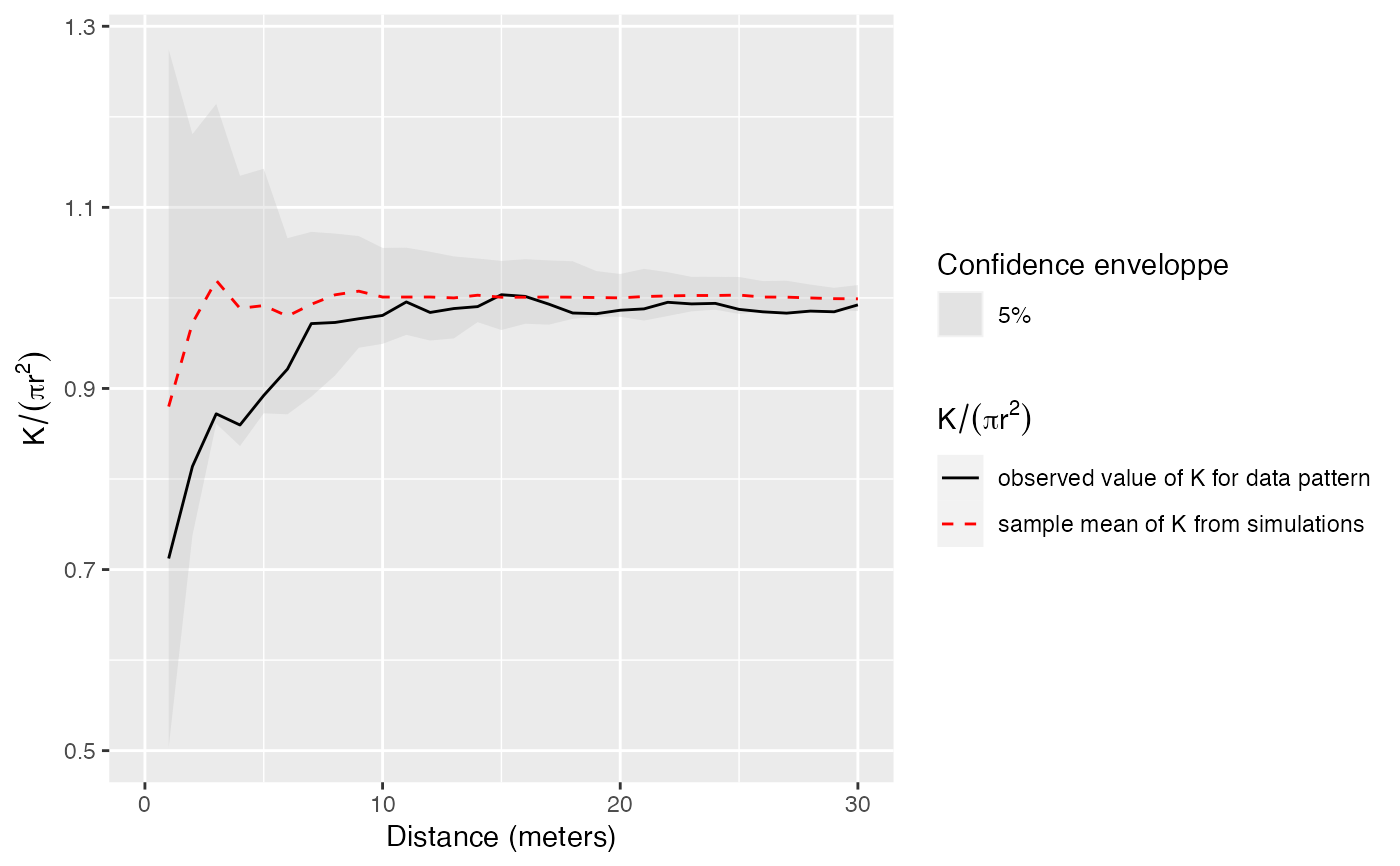 1.3
1.1
0.9
0.7
0.5
K/(πr²)
0 10 20 30
Distance (meters)
Confidence enveloppe
5%
K/(πr²)
observed value of K for data pattern
sample mean of K from simulations